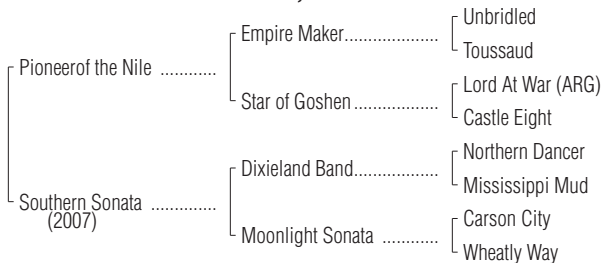 Unbridled
Empire Maker.....................
Toussaud
Pioneerof the Nile ............
Lord At War (ARG)
Star of Goshen ..................
Castle Eight
Northern Dancer
Dixieland Band..................
Mississippi Mud
Southern Sonata .............
(2007)
Carson City
Moonlight Sonata ............
Wheatly Way